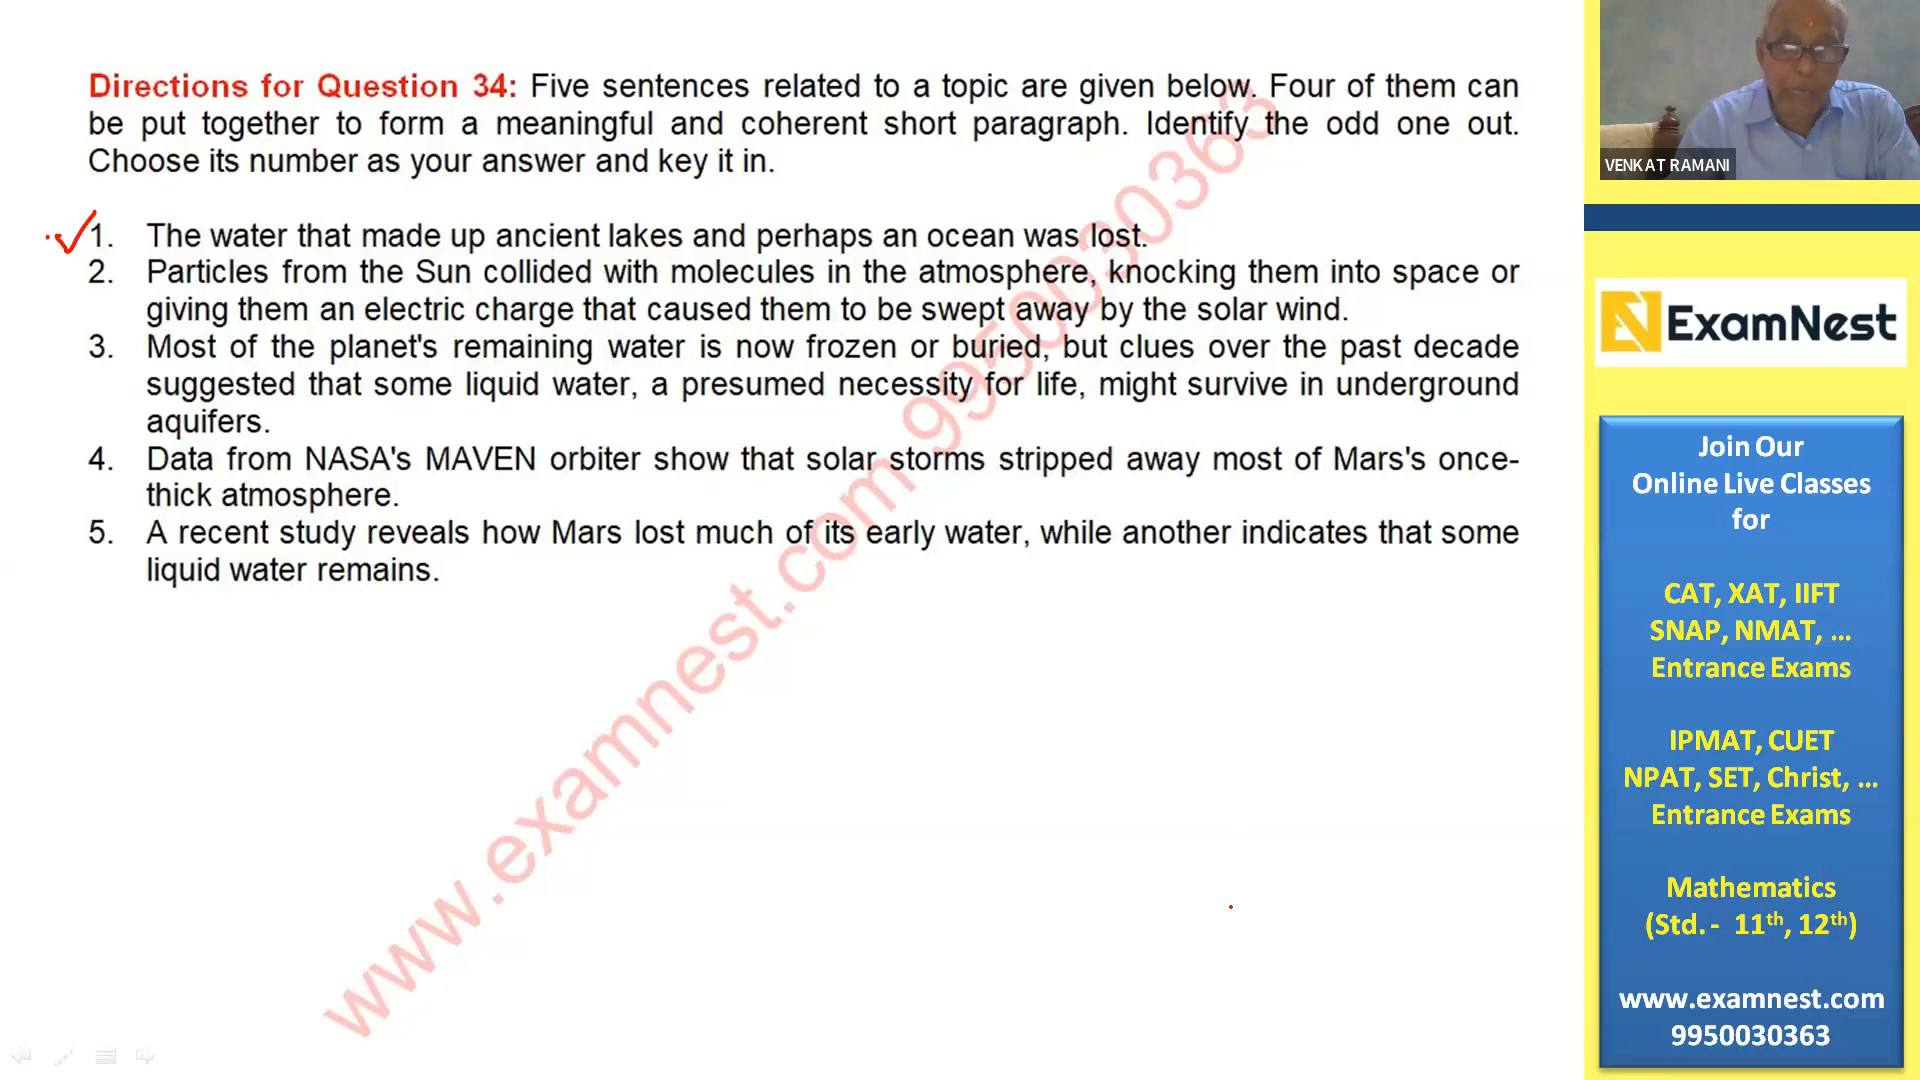 Directions for Question 34: Five sentences related to a topic are given below. Four of them can
be put together to form a meaningful and coherent short paragraph. Identify the odd one out.
Choose its number as your answer and key it in.
1. The water that made up ancient lakes and perhaps an ocean was lost.
2. Particles from the Sun collided with molecules in the atmosphere, knocking them into space or
giving them an electric charge that caused them to be swept away by the solar wind.
3. Most of the planet's remaining water is now frozen or buried, but clues over the past decade
suggested that some liquid water, a presumed necessity for life, might survive in underground
aquifers.
4. Data from NASA's MAVEN orbiter show that solar storms stripped away most of Mars's once-
thick atmosphere.
5. A recent study reveals how Mars lost much of its early water, while another indicates that some
liquid water remains.
www.examnest.com 9950030363
VENKAT RAMANI
ExamNest
Join Our
Online Live Classes
for
CAT, XAT, IIFT
SNAP, NMAT, ...
Entrance Exams
IPMAT, CUET
NPAT, SET, Christ, ...
Entrance Exams
Mathematics
(Std. - 11th, 12th)
www.examnest.com
9950030363